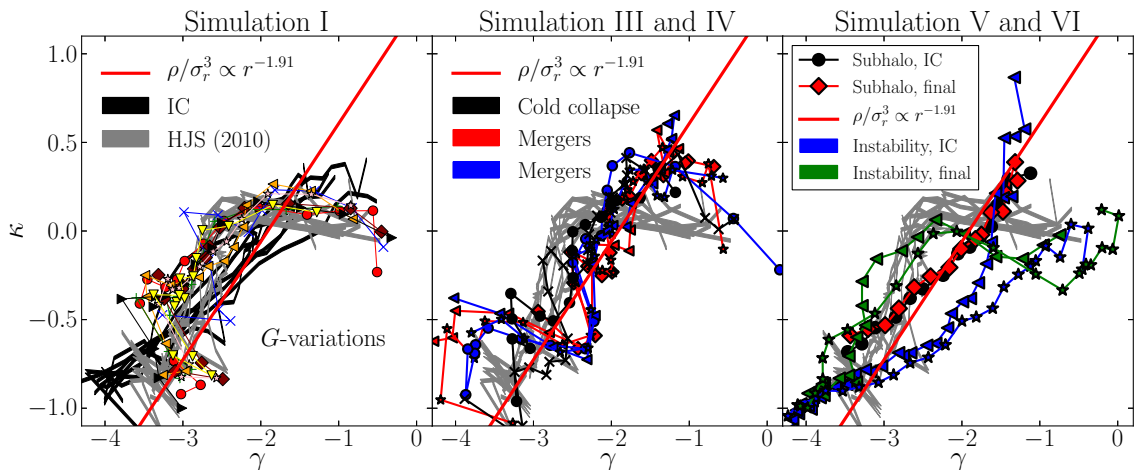 Simulation I
Simulation III and IV
Simulation V and VI
κ
1.0
0.5
0.0
−0.5
−1.0
ρ/σ_r^3 ∝ r^−1.91
IC
HJS (2010)
G-variations
−4 −3 −2 −1 0
γ
ρ/σ_r^3 ∝ r^−1.91
Cold collapse
Mergers
Mergers
−4 −3 −2 −1 0
γ
Subhalo, IC
Subhalo, final
ρ/σ_r^3 ∝ r^−1.91
Instability, IC
Instability, final
−4 −3 −2 −1 0
γ